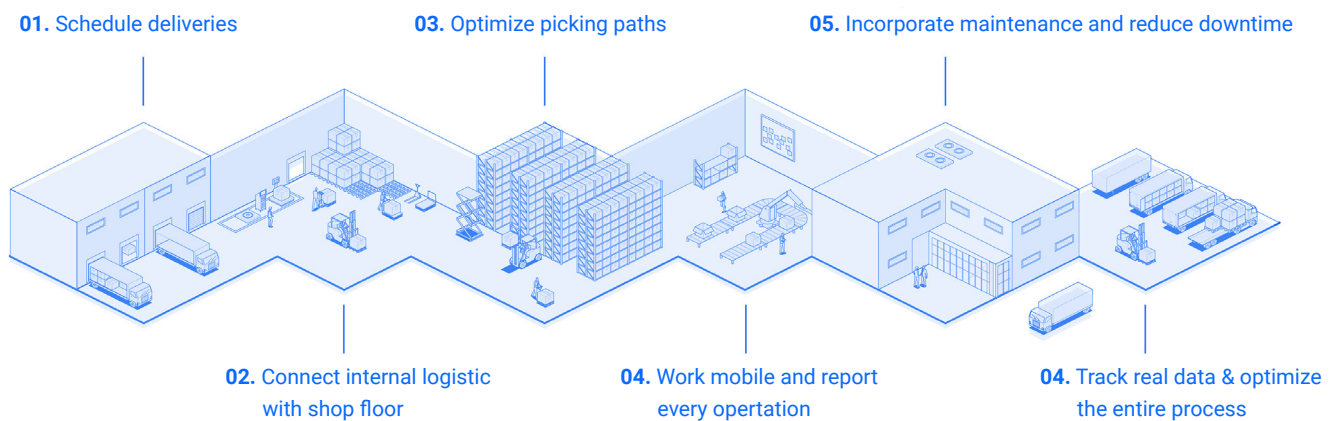 01. Schedule deliveries
03. Optimize picking paths
05. Incorporate maintenance and reduce downtime
02. Connect internal logistic
with shop floor
04. Work mobile and report
every opertation
04. Track real data & optimize
the entire process